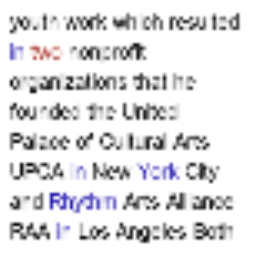 youth work which resulted
in two nonprofit
organizations that he
founded the United
Palace of Cultural Arts
UPCA in New York City
and Rhythm Arts Alliance
RAA in Los Angeles Both